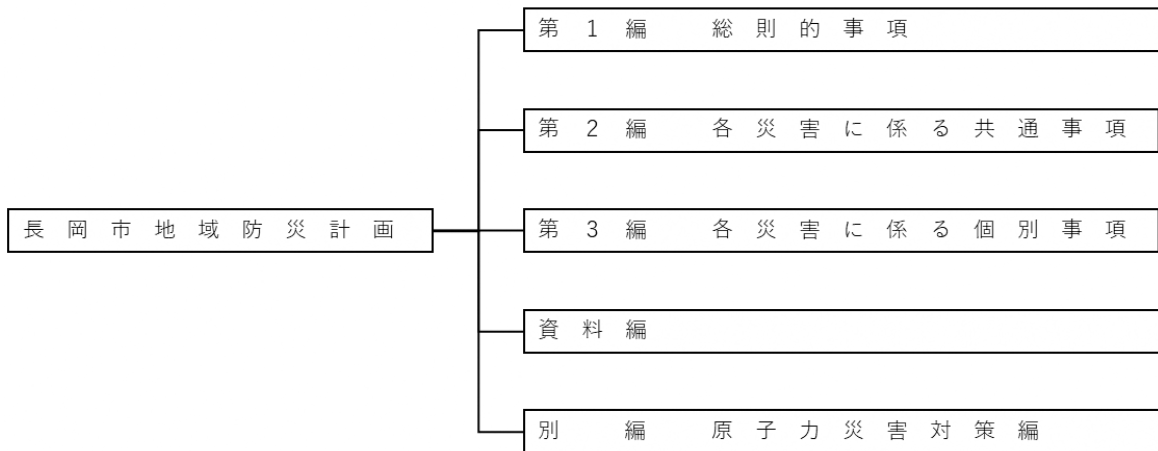 長岡市地域防災計画
第1編　総則的事項
第2編　各災害に係る共通事項
第3編　各災害に係る個別事項
資料編
別　編　原子力災害対策編